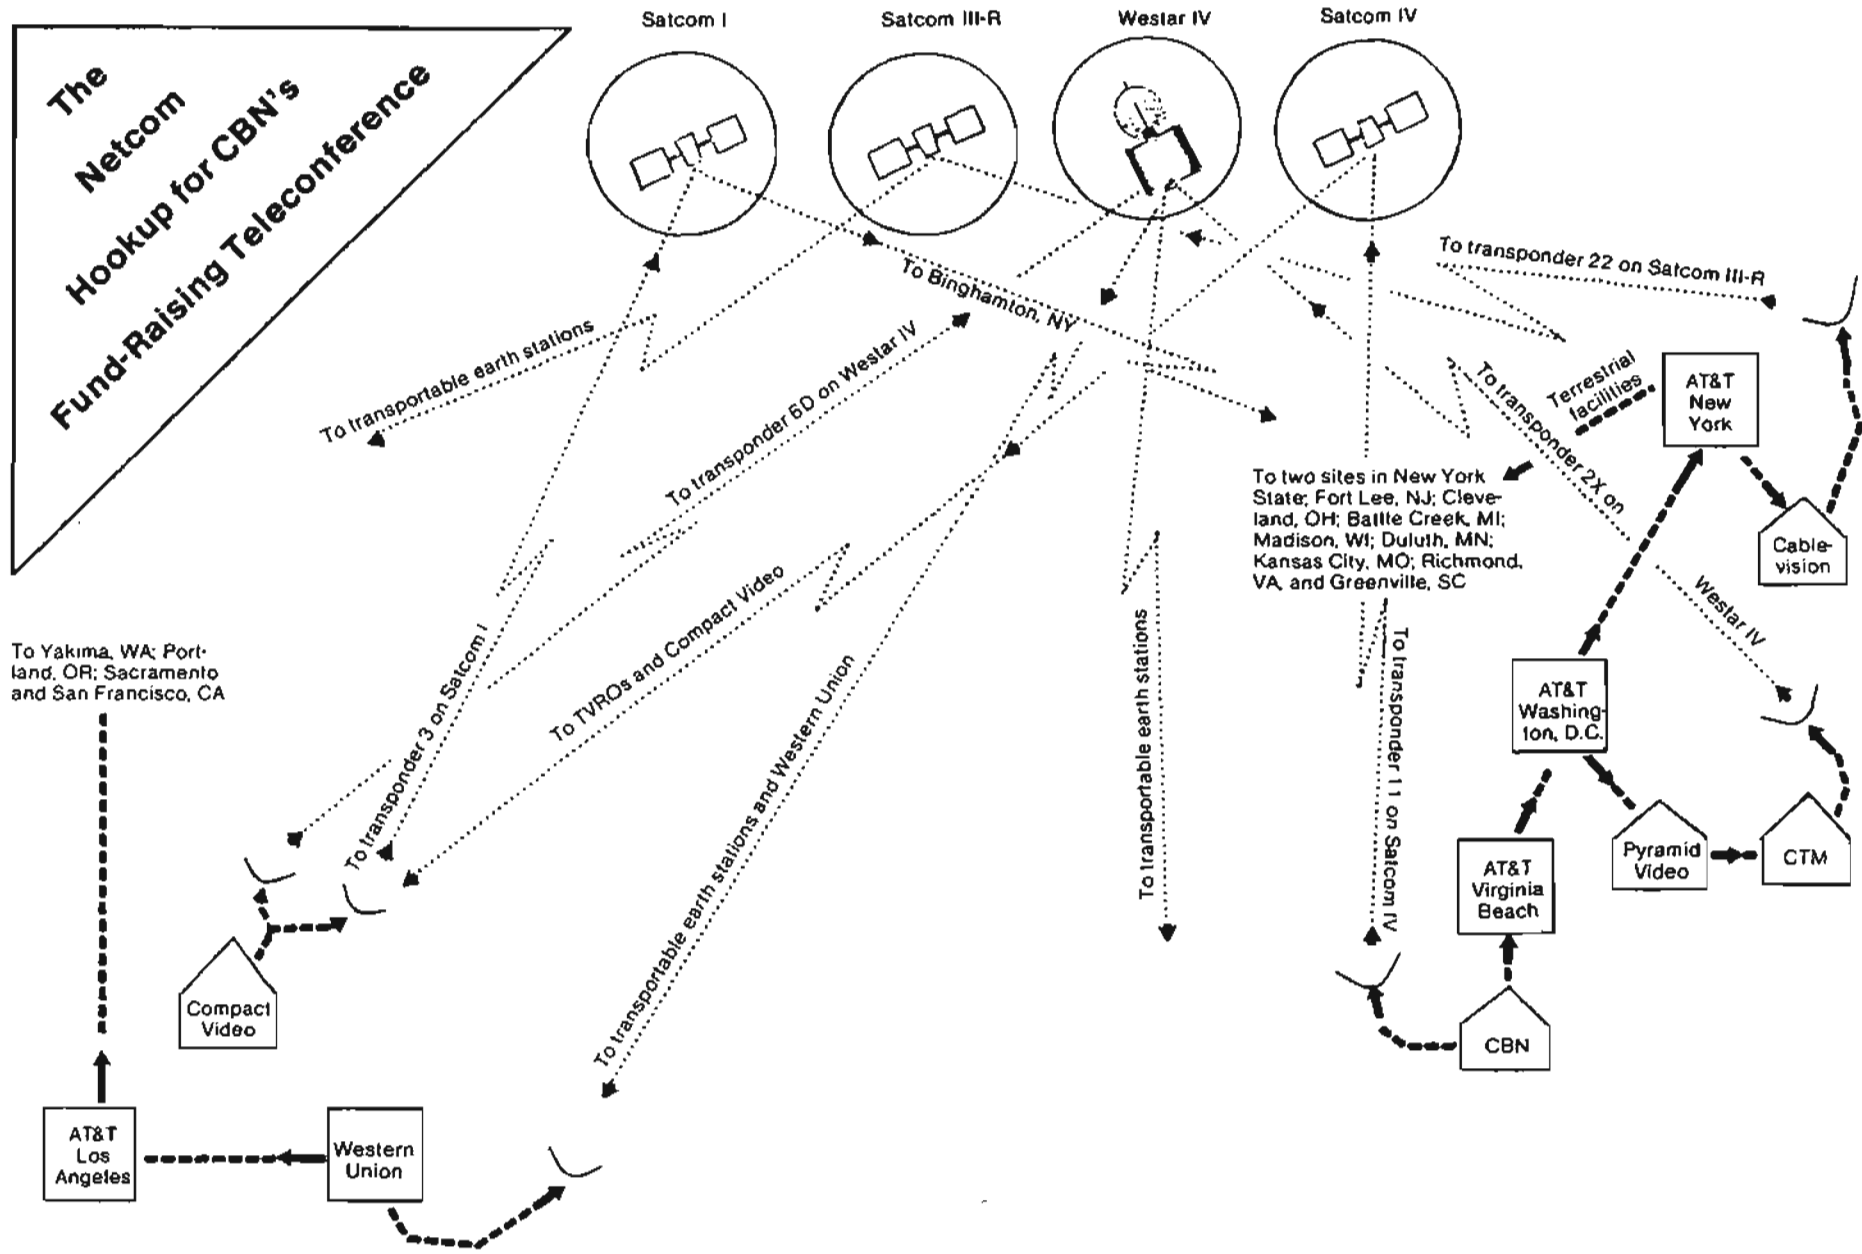 The
Netcom
Hookup for CBN's
Fund-Raising Teleconference
Satcom I
Satcom III-R
Westar IV
Satcom IV
To transponder 22 on Satcom III-R
To Binghamton, NY
To transportable earth stations
To transponder 6D on Westar IV
Terrestrial
facilities
AT&T
New
York
To transponder 2X on
Westar IV
Cable-
vision
To two sites in New York
State; Fort Lee, NJ; Cleve-
land, OH; Battle Creek, MI;
Madison, WI; Duluth, MN;
Kansas City, MO; Richmond,
VA, and Greenville, SC
To Yakima, WA; Port-
land, OR; Sacramento
and San Francisco, CA
To transponder 3 on Satcom I
To TVROs and Compact Video
To transportable earth stations and Western Union
To transportable earth stations
To transponder 11 on Satcom IV
AT&T
Washing-
ton, D.C.
Pyramid
Video
CTM
AT&T
Virginia
Beach
CBN
Compact
Video
AT&T
Los
Angeles
Western
Union